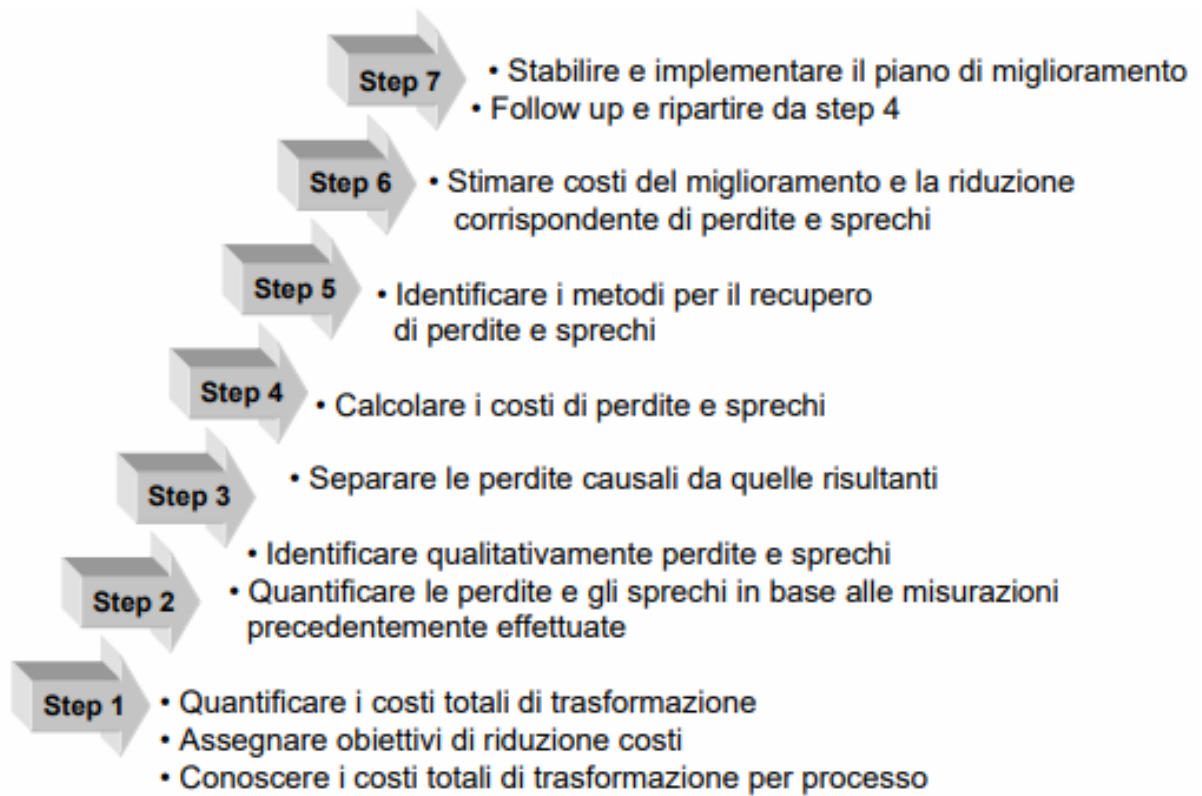 Step 7
• Stabilire e implementare il piano di miglioramento
• Follow up e ripartire da step 4
Step 6
• Stimare costi del miglioramento e la riduzione
corrispondente di perdite e sprechi
Step 5
• Identificare i metodi per il recupero
di perdite e sprechi
Step 4
• Calcolare i costi di perdite e sprechi
Step 3
• Separare le perdite causali da quelle risultanti
Step 2
• Identificare qualitativamente perdite e sprechi
• Quantificare le perdite e gli sprechi in base alle misurazioni
precedentemente effettuate
Step 1
• Quantificare i costi totali di trasformazione
• Assegnare obiettivi di riduzione costi
• Conoscere i costi totali di trasformazione per processo